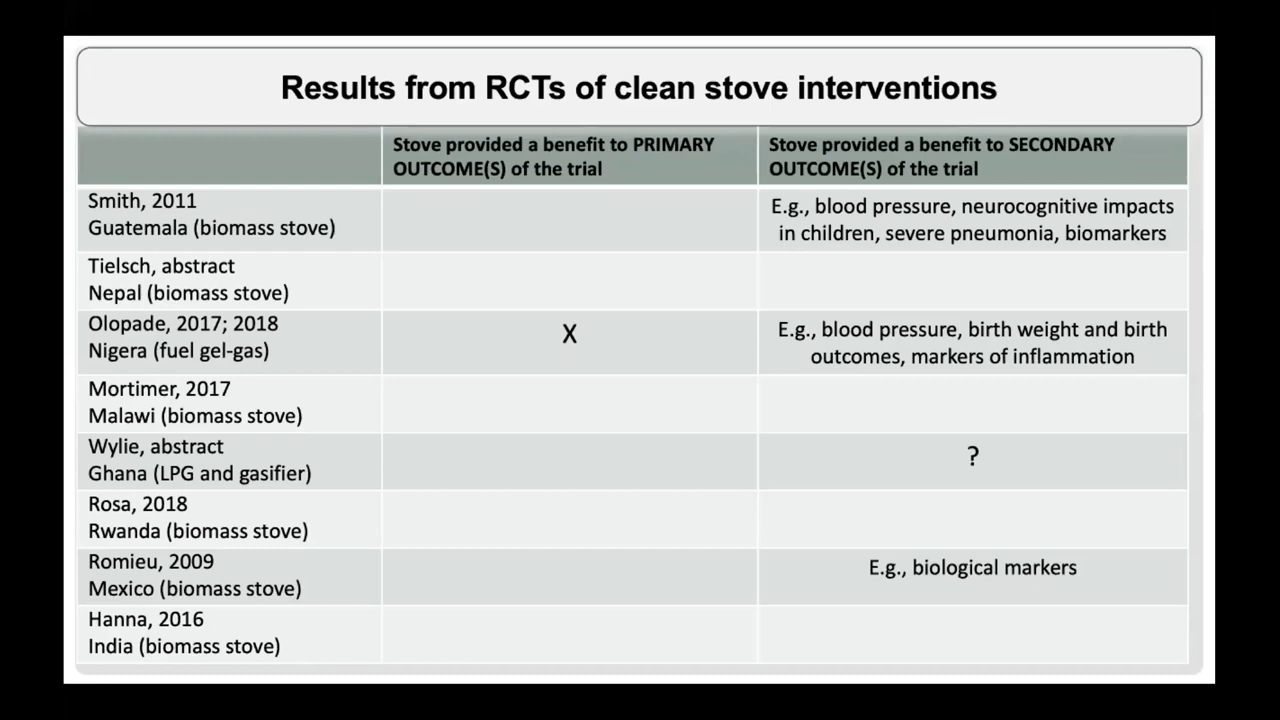 Results from RCTs of clean stove interventions
Stove provided a benefit to PRIMARY
OUTCOME(S) of the trial
Stove provided a benefit to SECONDARY
OUTCOME(S) of the trial
Smith, 2011
Guatemala (biomass stove)
E.g., blood pressure, neurocognitive impacts
in children, severe pneumonia, biomarkers
Tielsch, abstract
Nepal (biomass stove)
Olopade, 2017; 2018
Nigera (fuel gel-gas)
X
E.g., blood pressure, birth weight and birth
outcomes, markers of inflammation
Mortimer, 2017
Malawi (biomass stove)
Wylie, abstract
Ghana (LPG and gasifier)
?
Rosa, 2018
Rwanda (biomass stove)
Romieu, 2009
Mexico (biomass stove)
E.g., biological markers
Hanna, 2016
India (biomass stove)